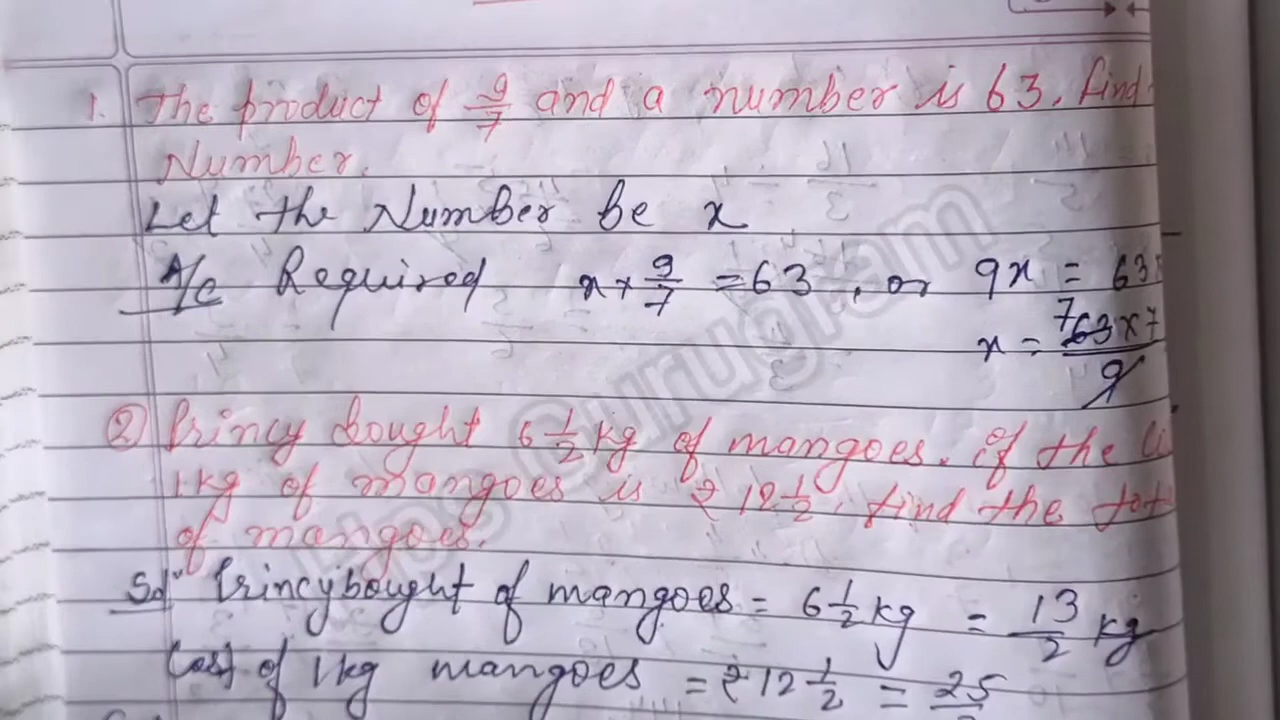 1. The product of 9/7 and a number is 63. Find
Number.
Let the Number be x
A/c Required x × 9/7 = 63, or 9x = 63
x = 7 63 x 7 / 9
② Princy bought 6 1/2 kg of mangoes. if the
1 kg of mangoes is ₹ 12 1/2, find the
of mangoes.
Sol Princy bought of mangoes = 6 1/2 kg = 13/2 kg
Cost of 1 kg mangoes = ₹ 12 1/2 = 25/2
Gurugram